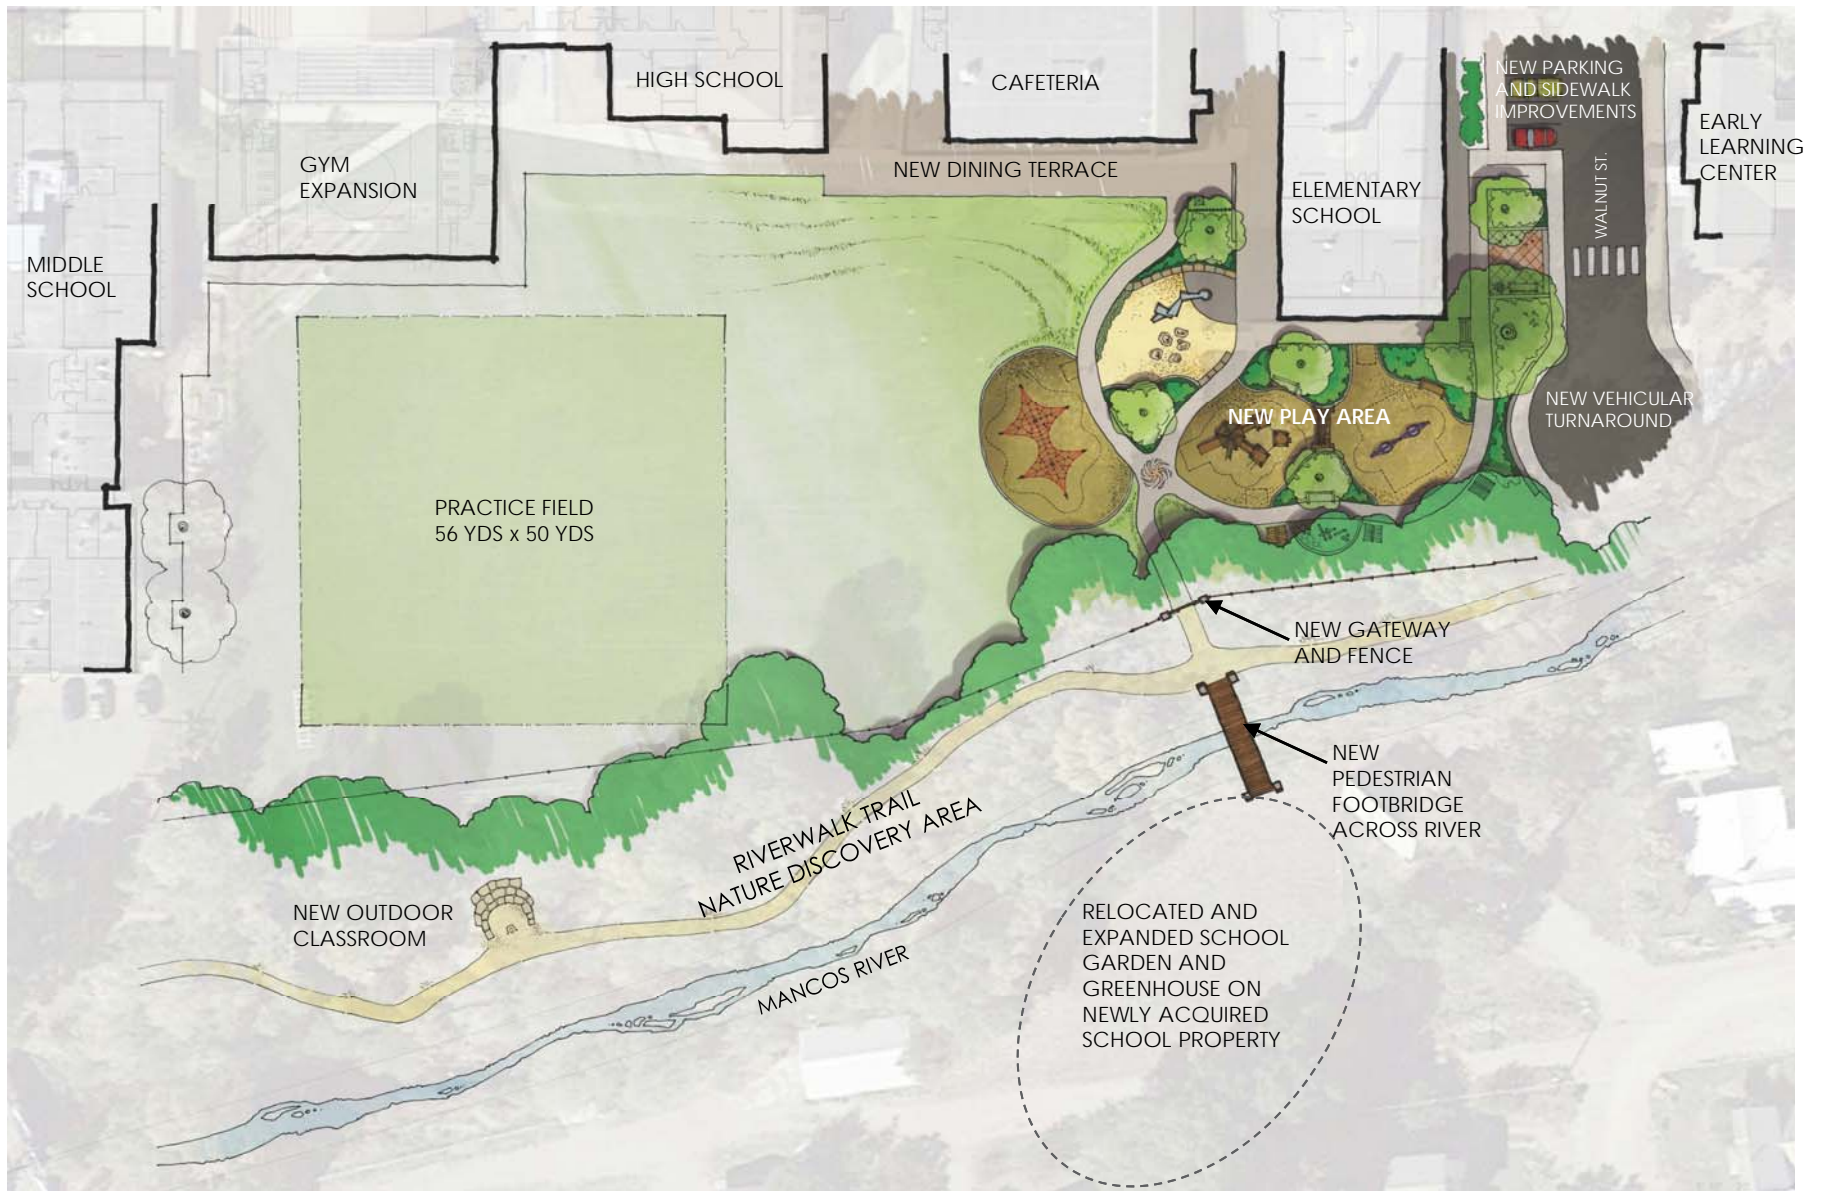 HIGH SCHOOL
CAFETERIA
NEW PARKING
AND SIDEWALK
IMPROVEMENTS
EARLY
LEARNING
CENTER
GYM
EXPANSION
NEW DINING TERRACE
ELEMENTARY
SCHOOL
WALNUT ST.
MIDDLE
SCHOOL
NEW PLAY AREA
NEW VEHICULAR
TURNAROUND
PRACTICE FIELD
56 YDS x 50 YDS
NEW GATEWAY
AND FENCE
NEW
PEDESTRIAN
FOOTBRIDGE
ACROSS RIVER
RIVERWALK TRAIL
NATURE DISCOVERY AREA
NEW OUTDOOR
CLASSROOM
MANCOS RIVER
RELOCATED AND
EXPANDED SCHOOL
GARDEN AND
GREENHOUSE ON
NEWLY ACQUIRED
SCHOOL PROPERTY